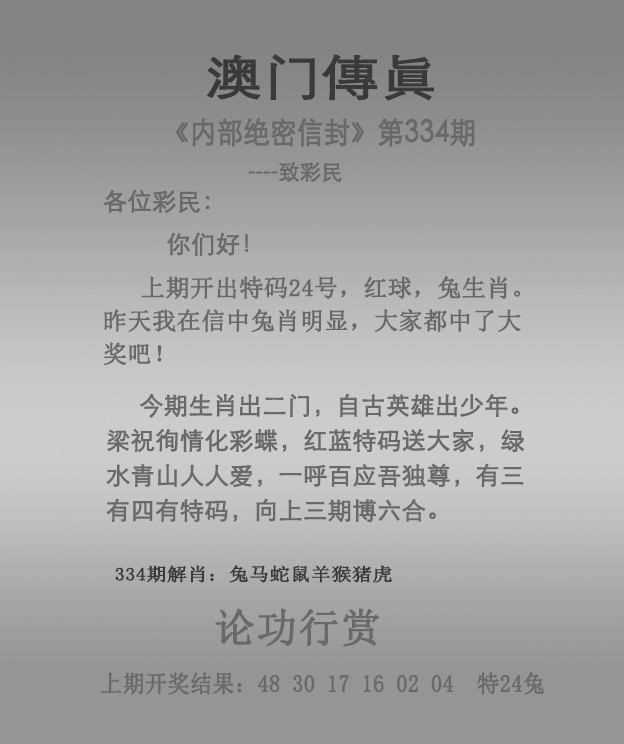 澳门傳眞
《内部绝密信封》第334期
----致彩民
各位彩民：
你们好！
上期开出特码24号，红球，兔生肖。
昨天我在信中兔肖明显，大家都中了大
奖吧！
今期生肖出二门，自古英雄出少年。
梁祝徇情化彩蝶，红蓝特码送大家，绿
水青山人人爱，一呼百应吾独尊，有三
有四有特码，向上三期博六合。
334期解肖：兔马蛇鼠羊猴猪虎
论功行赏
上期开奖结果：48 30 17 16 02 04 特24兔